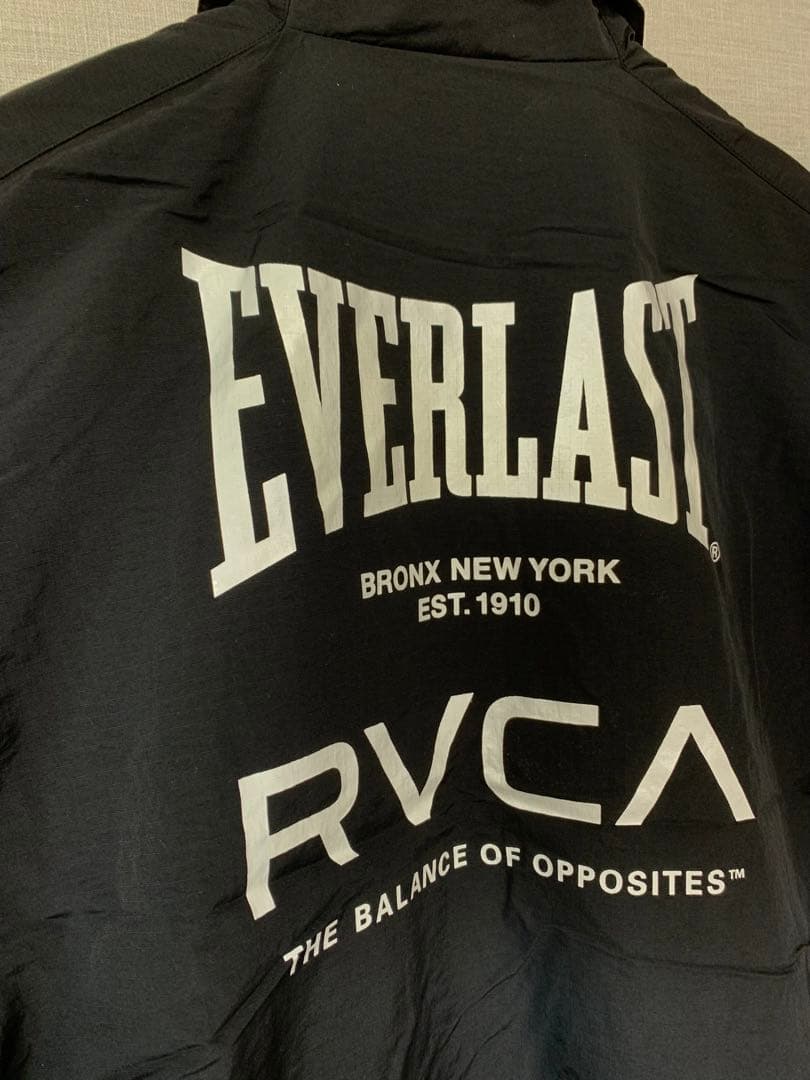 EVERLAST®
BRONX NEW YORK
EST. 1910
RVCA
THE BALANCE OF OPPOSITES™